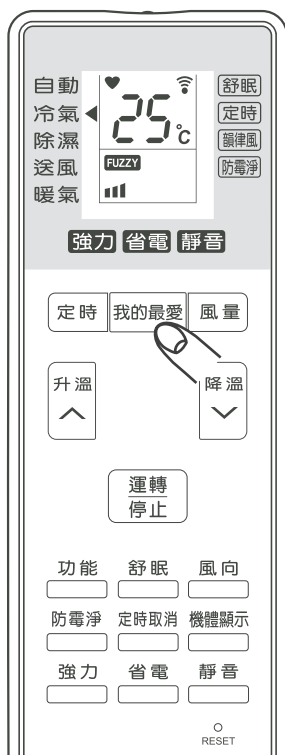 自動
冷氣
除濕
送風
暖氣
25℃
FUZZY
舒眠
定時
韻律風
防霉淨
強力 省電 靜音
定時 我的最愛 風量
升溫 降溫
運轉
停止
功能 舒眠 風向
防霉淨 定時取消 機體顯示
強力 省電 靜音
RESET